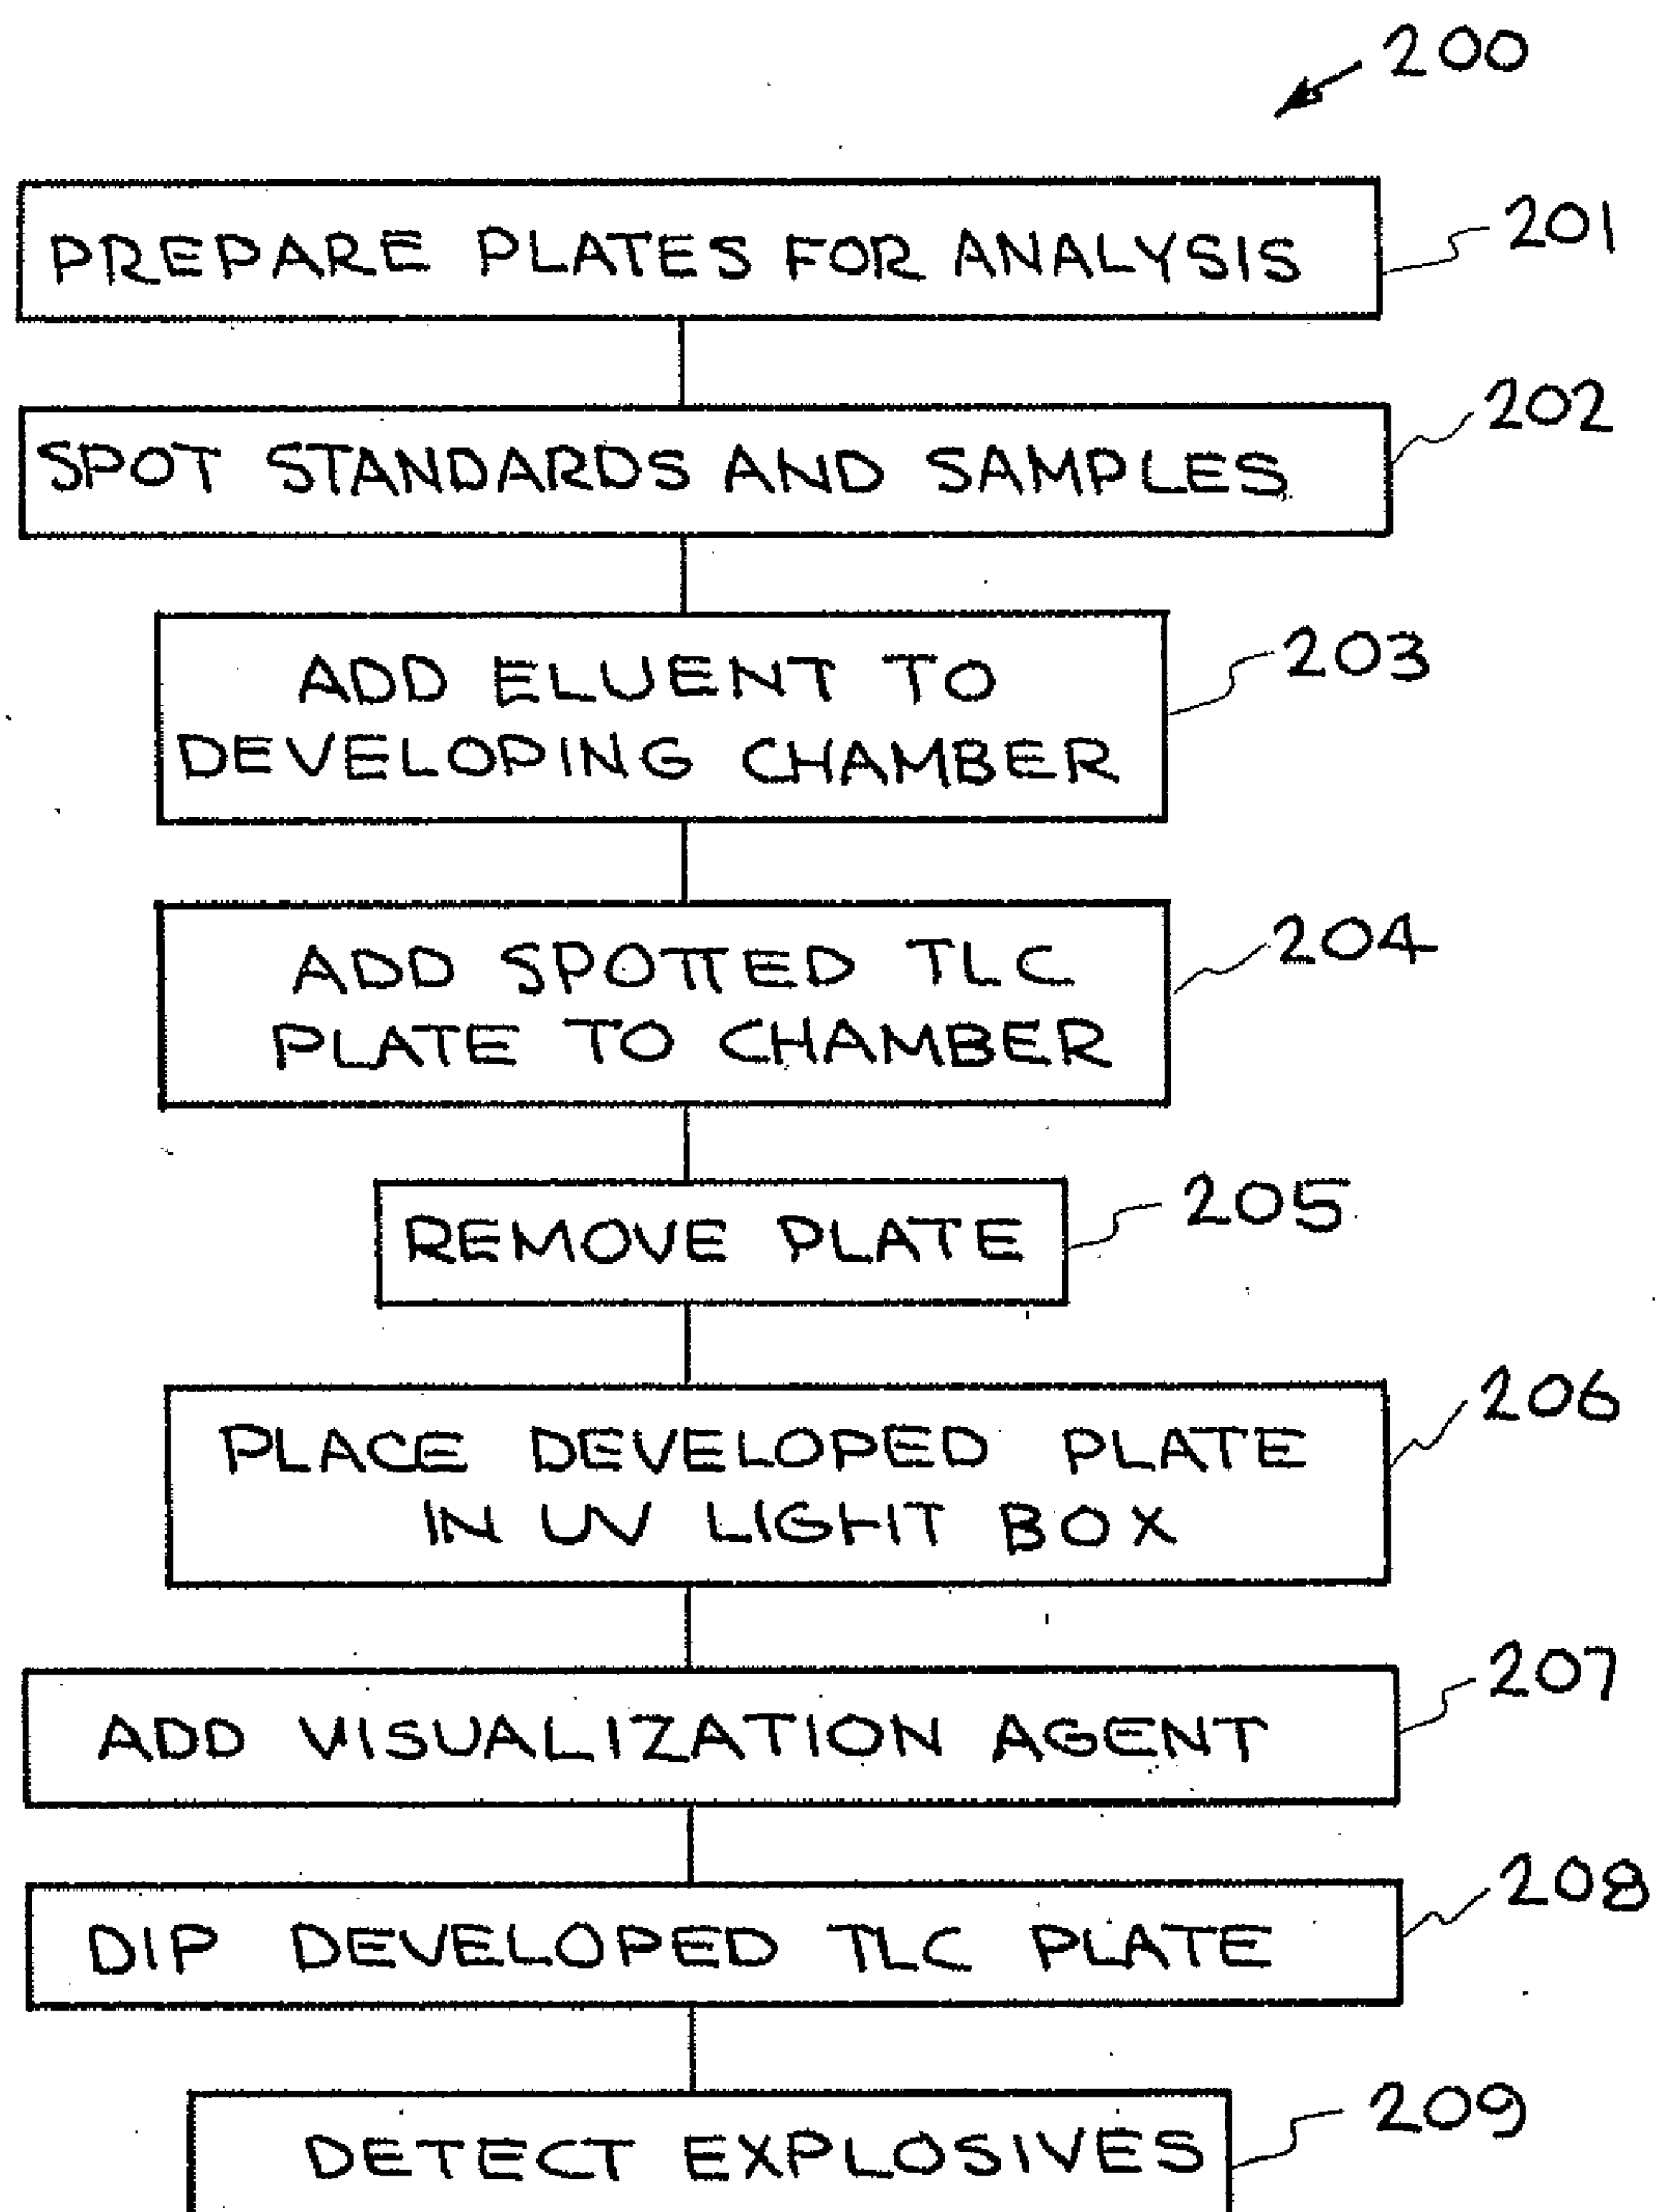 200
PREPARE PLATES FOR ANALYSIS
201
SPOT STANDARDS AND SAMPLES
202
ADD ELUENT TO
DEVELOPING CHAMBER
203
ADD SPOTTED TLC
PLATE TO CHAMBER
204
REMOVE PLATE
205
PLACE DEVELOPED PLATE
IN UV LIGHT BOX
206
ADD VISUALIZATION AGENT
207
DIP DEVELOPED TLC PLATE
208
DETECT EXPLOSIVES
209